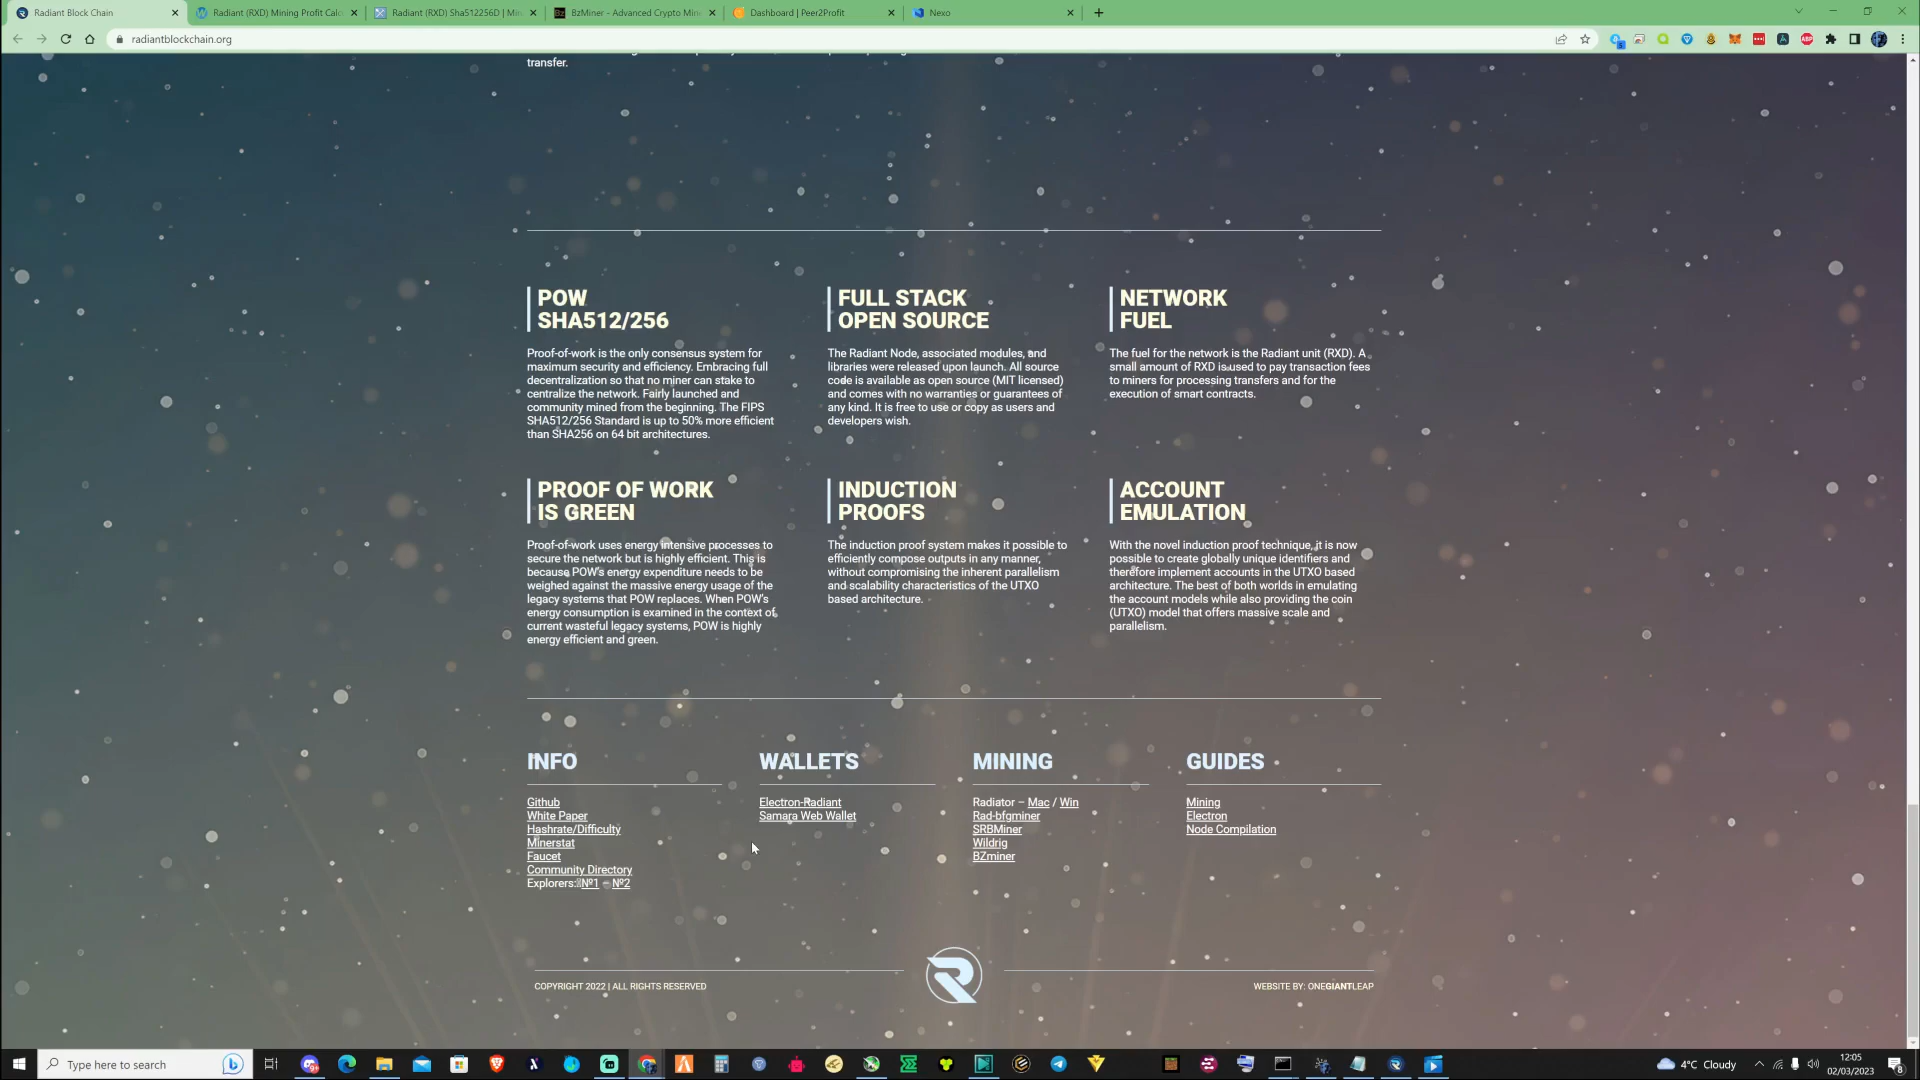 Radiant Block Chain
Radiant (RXD) Mining Profit Calc
Radiant (RXD) Sha512256D | Min
BzMiner - Advanced Crypto Mine
Dashboard | Peer2Profit
Nexo
radiantblockchain.org
transfer.
POW
SHA512/256
Proof-of-work is the only consensus system for
maximum security and efficiency. Embracing full
decentralization so that no miner can stake to
centralize the network. Fairly launched and
community mined from the beginning. The FIPS
SHA512/256 Standard is up to 50% more efficient
than SHA256 on 64 bit architectures.
FULL STACK
OPEN SOURCE
The Radiant Node, associated modules, and
libraries were released upon launch. All source
code is available as open source (MIT licensed)
and comes with no warranties or guarantees of
any kind. It is free to use or copy as users and
developers wish.
NETWORK
FUEL
The fuel for the network is the Radiant unit (RXD). A
small amount of RXD is used to pay transaction fees
to miners for processing transfers and for the
execution of smart contracts.
PROOF OF WORK
IS GREEN
Proof-of-work uses energy intensive processes to
secure the network but is highly efficient. This is
because POW's energy expenditure needs to be
weighed against the massive energy usage of the
legacy systems that POW replaces. When POW's
energy consumption is examined in the context of
current wasteful legacy systems, POW is highly
energy efficient and green.
INDUCTION
PROOFS
The induction proof system makes it possible to
efficiently compose outputs in any manner,
without compromising the inherent parallelism
and scalability characteristics of the UTXO
based architecture.
ACCOUNT
EMULATION
With the novel induction proof technique, it is now
possible to create globally unique identifiers and
therefore implement accounts in the UTXO based
architecture. The best of both worlds in emulating
the account models while also providing the coin
(UTXO) model that offers massive scale and
parallelism.
INFO
Github
White Paper
Hashrate/Difficulty
Minerstat
Faucet
Community Directory
Explorers: №1 – №2
WALLETS
Electron-Radiant
Samara Web Wallet
MINING
Radiator – Mac / Win
Rad-bfgminer
SRBMiner
Wildrig
BZminer
GUIDES
Mining
Electron
Node Compilation
COPYRIGHT 2022 | ALL RIGHTS RESERVED
WEBSITE BY: ONEGIANTLEAP
Type here to search
4°C Cloudy
12:05
02/03/2023
8